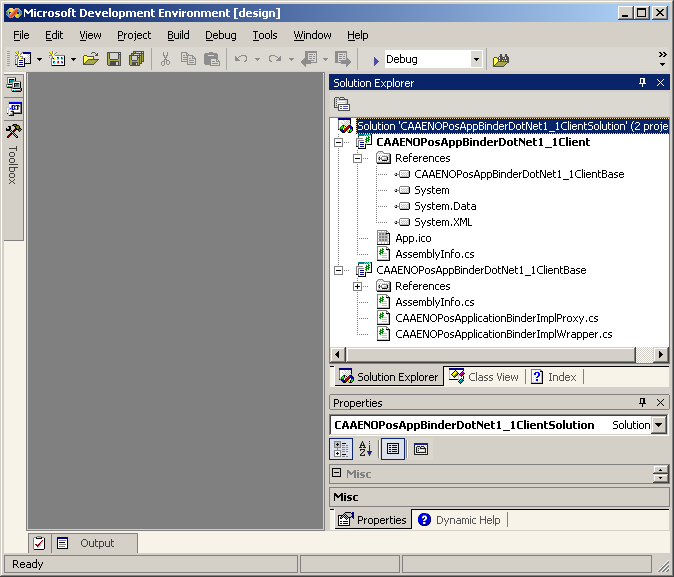 Microsoft Development Environment [design]
File Edit View Project Build Debug Tools Window Help
Debug
Toolbox
Solution Explorer
Solution 'CAAENOPosAppBinderDotNet1_1ClientSolution' (2 proje
CAAENOPosAppBinderDotNet1_1Client
References
CAAENOPosAppBinderDotNet1_1ClientBase
System
System.Data
System.XML
App.ico
AssemblyInfo.cs
CAAENOPosAppBinderDotNet1_1ClientBase
References
AssemblyInfo.cs
CAAENOPosApplicationBinderImplProxy.cs
CAAENOPosApplicationBinderImplWrapper.cs
Solution Explorer Class View Index
Properties
CAAENOPosAppBinderDotNet1_1ClientSolution Solution
Misc
Misc
Properties Dynamic Help
Output
Ready